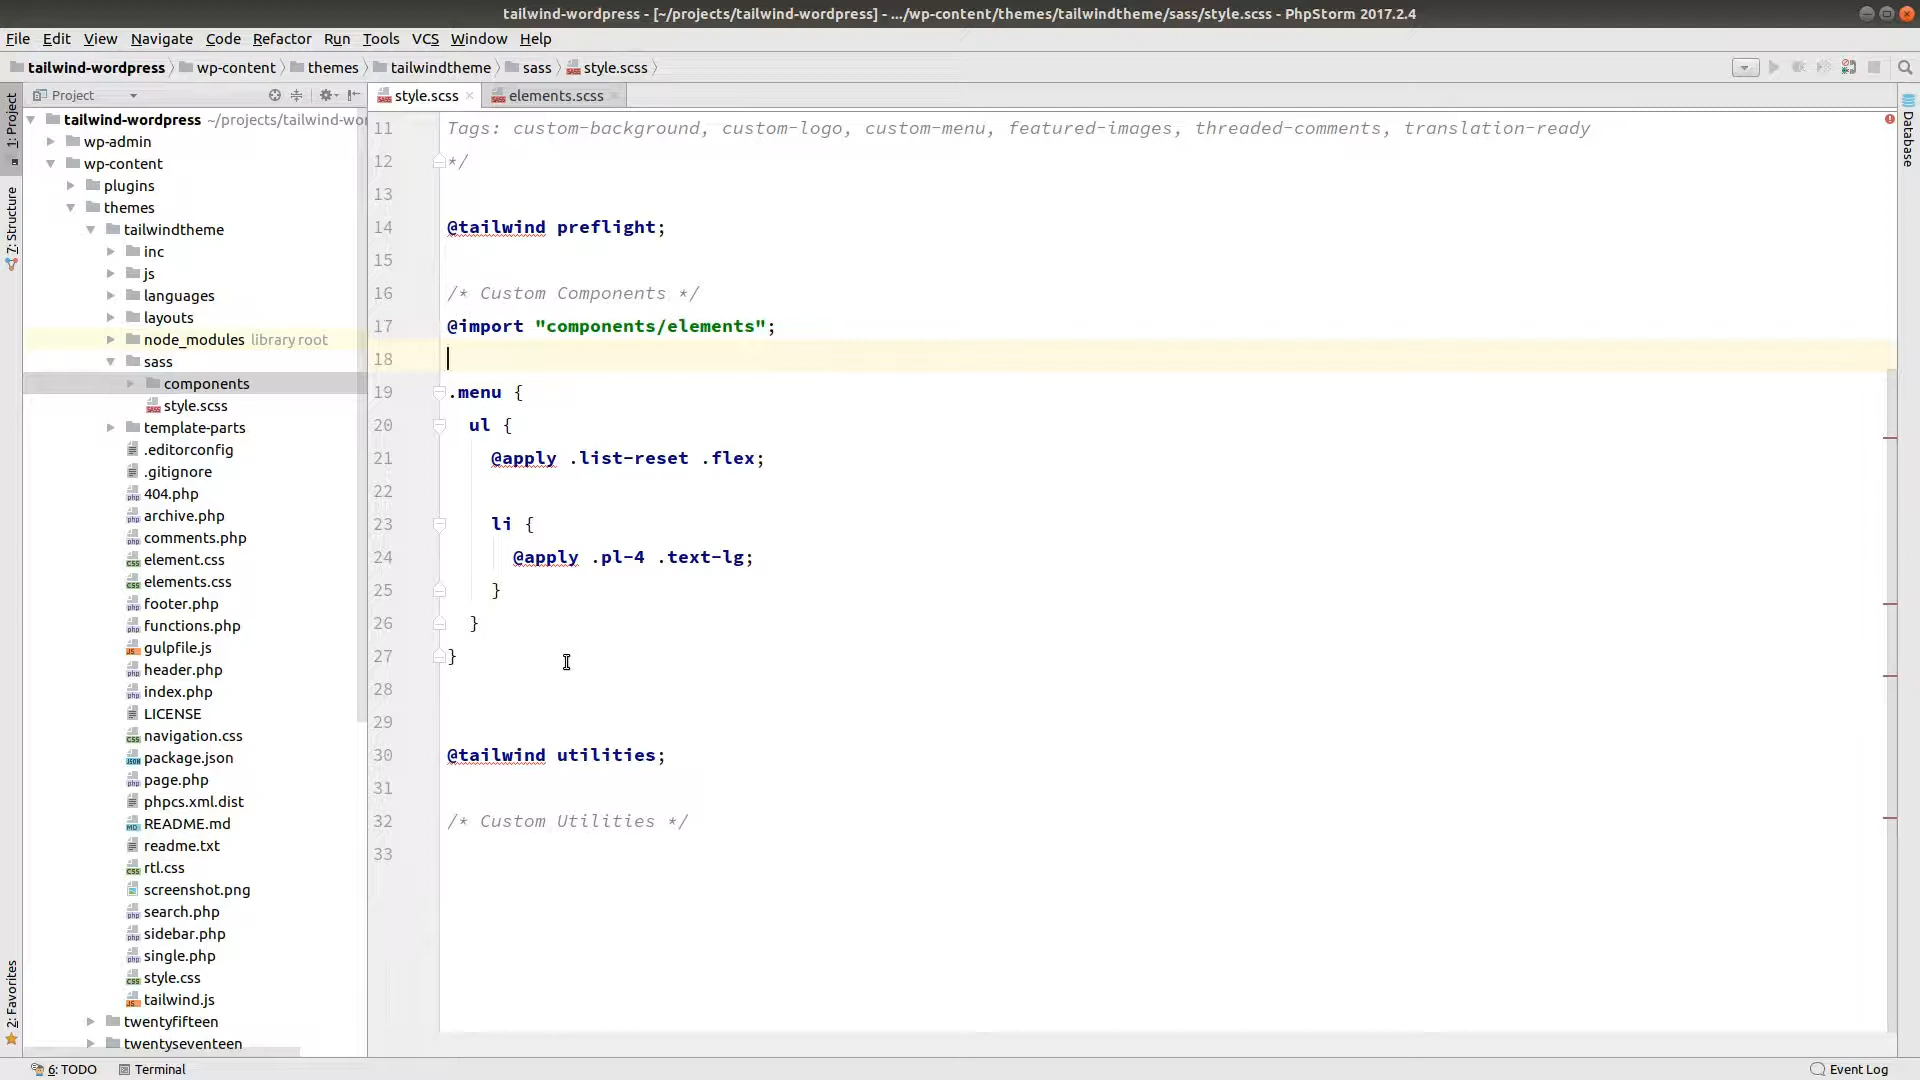 tailwind-wordpress - [~/projects/tailwind-wordpress] - .../wp-content/themes/tailwindtheme/sass/style.scss - PhpStorm 2017.2.4
File Edit View Navigate Code Refactor Run Tools VCS Window Help
tailwind-wordpress wp-content themes tailwindtheme sass style.scss
1: Project
7: Structure
2: Favorites
Project
tailwind-wordpress ~/projects/tailwind-wor
wp-admin
wp-content
plugins
themes
tailwindtheme
inc
js
languages
layouts
node_modules library root
sass
components
style.scss
template-parts
.editorconfig
.gitignore
404.php
archive.php
comments.php
element.css
elements.css
footer.php
functions.php
gulpfile.js
header.php
index.php
LICENSE
navigation.css
package.json
page.php
phpcs.xml.dist
README.md
readme.txt
rtl.css
screenshot.png
search.php
sidebar.php
single.php
style.css
tailwind.js
twentyfifteen
twentyseventeen
style.scss elements.scss
11 Tags: custom-background, custom-logo, custom-menu, featured-images, threaded-comments, translation-ready
12 */
13
14 @tailwind preflight;
15
16 /* Custom Components */
17 @import "components/elements";
18
19 .menu {
20 ul {
21 @apply .list-reset .flex;
22
23 li {
24 @apply .pl-4 .text-lg;
25 }
26 }
27 }
28
29
30 @tailwind utilities;
31
32 /* Custom Utilities */
33
Database
6: TODO Terminal Event Log